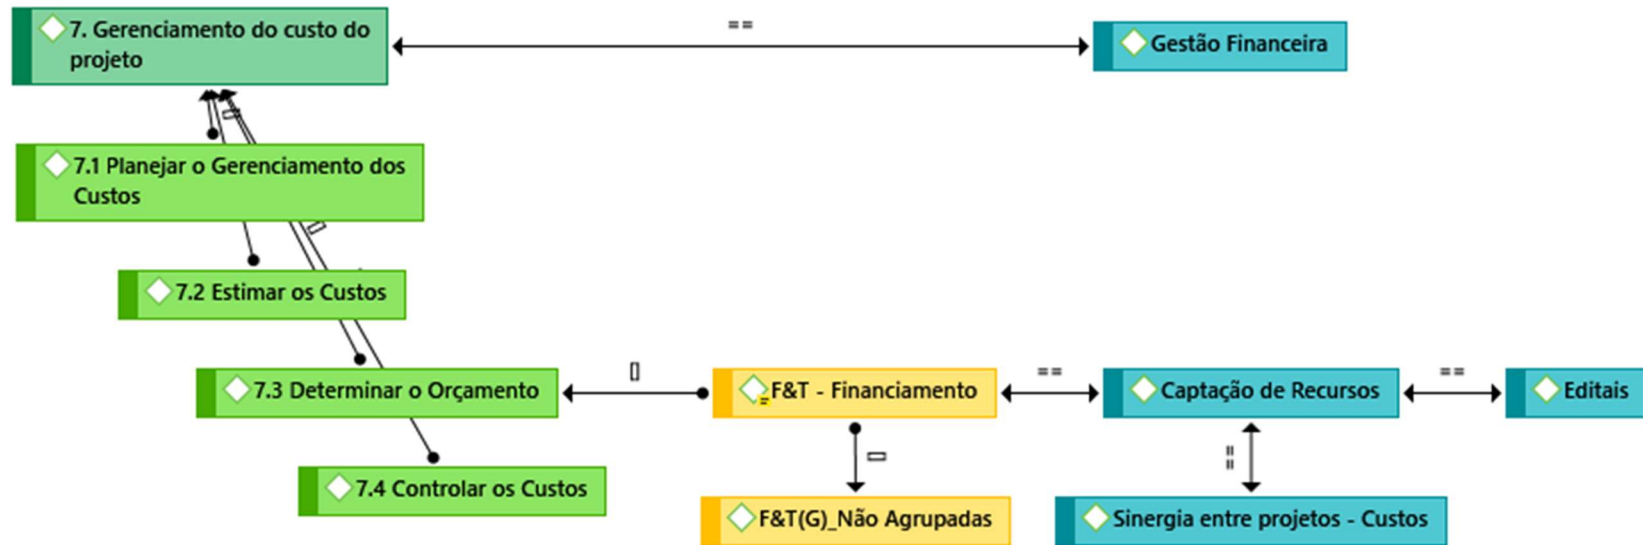 7. Gerenciamento do custo do
projeto
==
Gestão Financeira
[]
7.1 Planejar o Gerenciamento dos
Custos
[]
7.2 Estimar os Custos
7.3 Determinar o Orçamento
[]
F&T - Financiamento
==
Captação de Recursos
==
Editais
[]
==
7.4 Controlar os Custos
F&T(G)_Não Agrupadas
Sinergia entre projetos - Custos